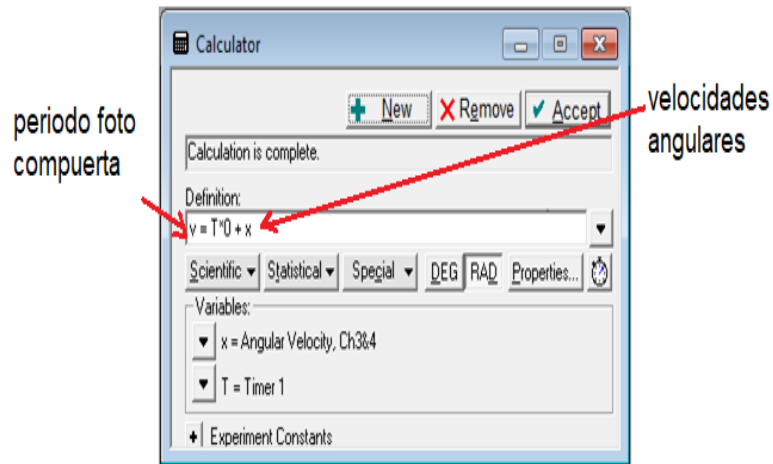 Calculator
New Remove Accept
periodo foto
compuerta
velocidades
angulares
Calculation is complete.
Definition:
v = T*0 + x
Scientific Statistical Special DEG RAD Properties...
Variables:
x = Angular Velocity, Ch3&4
T = Timer 1
+ Experiment Constants